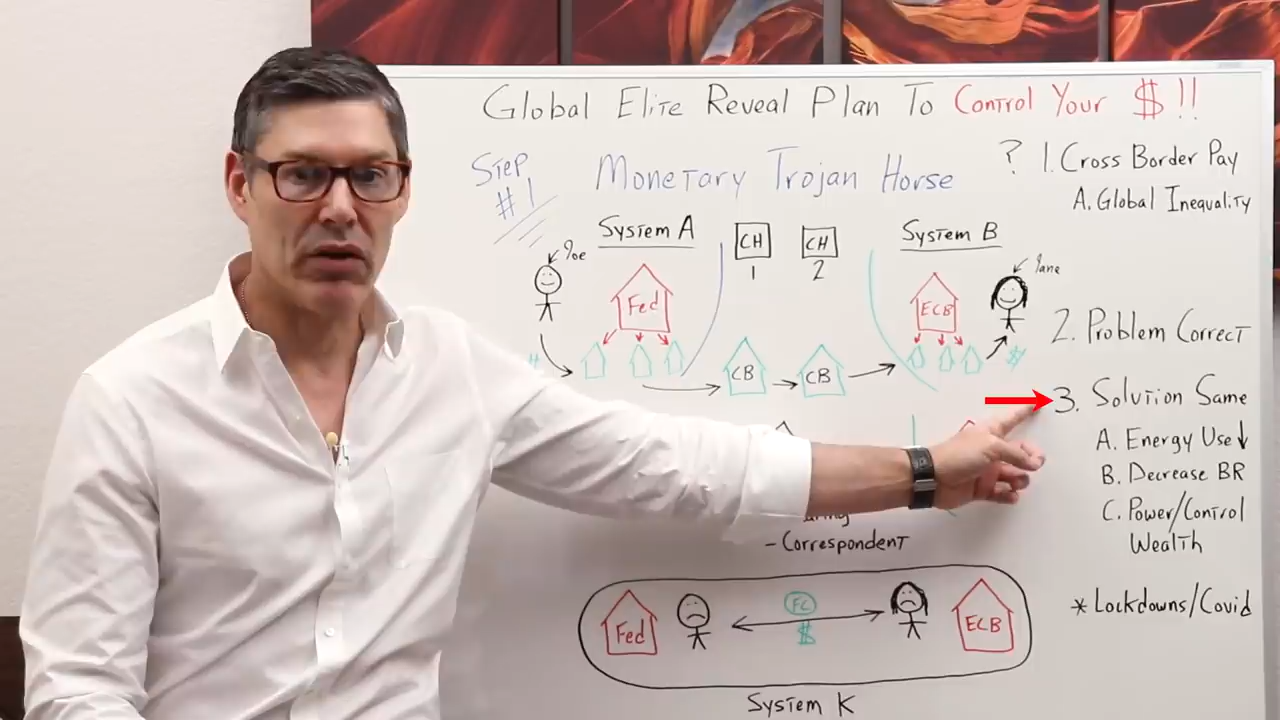 Global Elite Reveal Plan To Control Your $!!
Step
#1
Monetary Trojan Horse
? 1. Cross Border Pay
A. Global Inequality
System A
CH
1
CH
2
System B
Joe
Fed
ECB
Jane
$
CB
CB
2. Problem Correct
3. Solution Same
A. Energy Use↓
B. Decrease BR
C. Power/Control
Wealth
- Correspondent
* Lockdowns/Covid
Fed
FC
$
ECB
System K